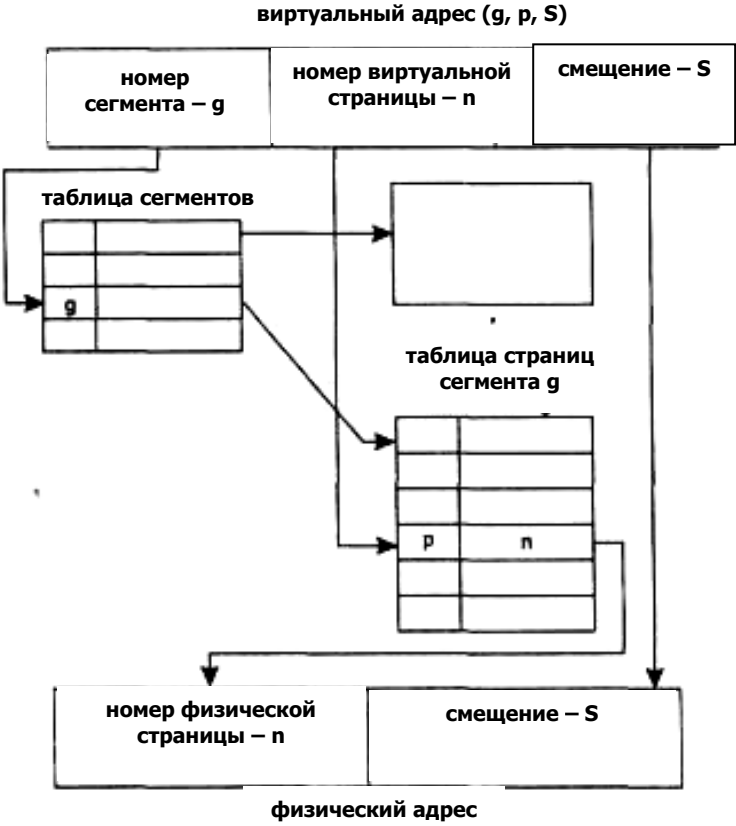 виртуальный адрес (g, p, S)
номер
сегмента – g
номер виртуальной
страницы – n
смещение – S
таблица сегментов
g
таблица страниц
сегмента g
p
n
номер физической
страницы – n
смещение – S
физический адрес